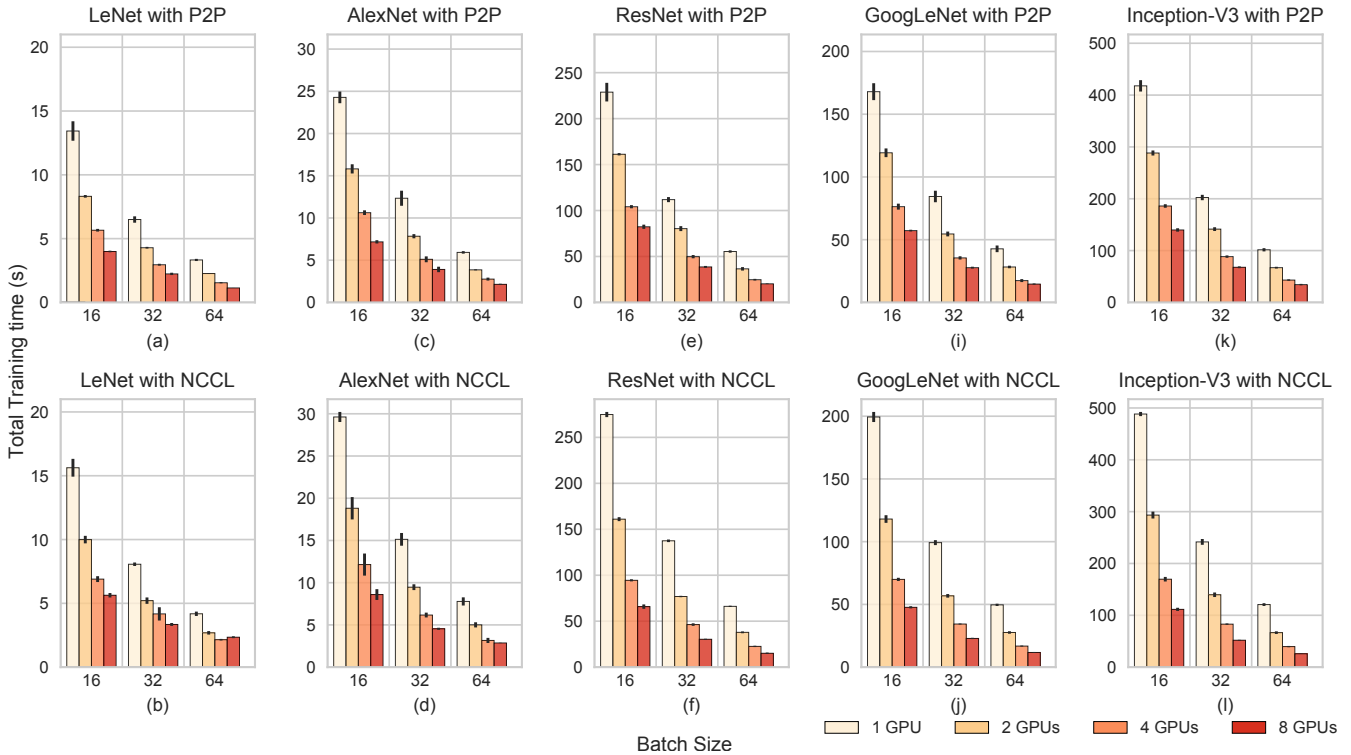 LeNet with P2P
AlexNet with P2P
ResNet with P2P
GoogLeNet with P2P
Inception-V3 with P2P
20
15
10
5
0
16 32 64
(a)
30
25
20
15
10
5
0
16 32 64
(c)
250
200
150
100
50
0
16 32 64
(e)
200
150
100
50
0
16 32 64
(i)
500
400
300
200
100
0
16 32 64
(k)
Total Training time (s)
LeNet with NCCL
AlexNet with NCCL
ResNet with NCCL
GoogLeNet with NCCL
Inception-V3 with NCCL
20
15
10
5
0
16 32 64
(b)
30
25
20
15
10
5
0
16 32 64
(d)
250
200
150
100
50
0
16 32 64
(f)
200
150
100
50
0
16 32 64
(j)
500
400
300
200
100
0
16 32 64
(l)
Batch Size
1 GPU
2 GPUs
4 GPUs
8 GPUs